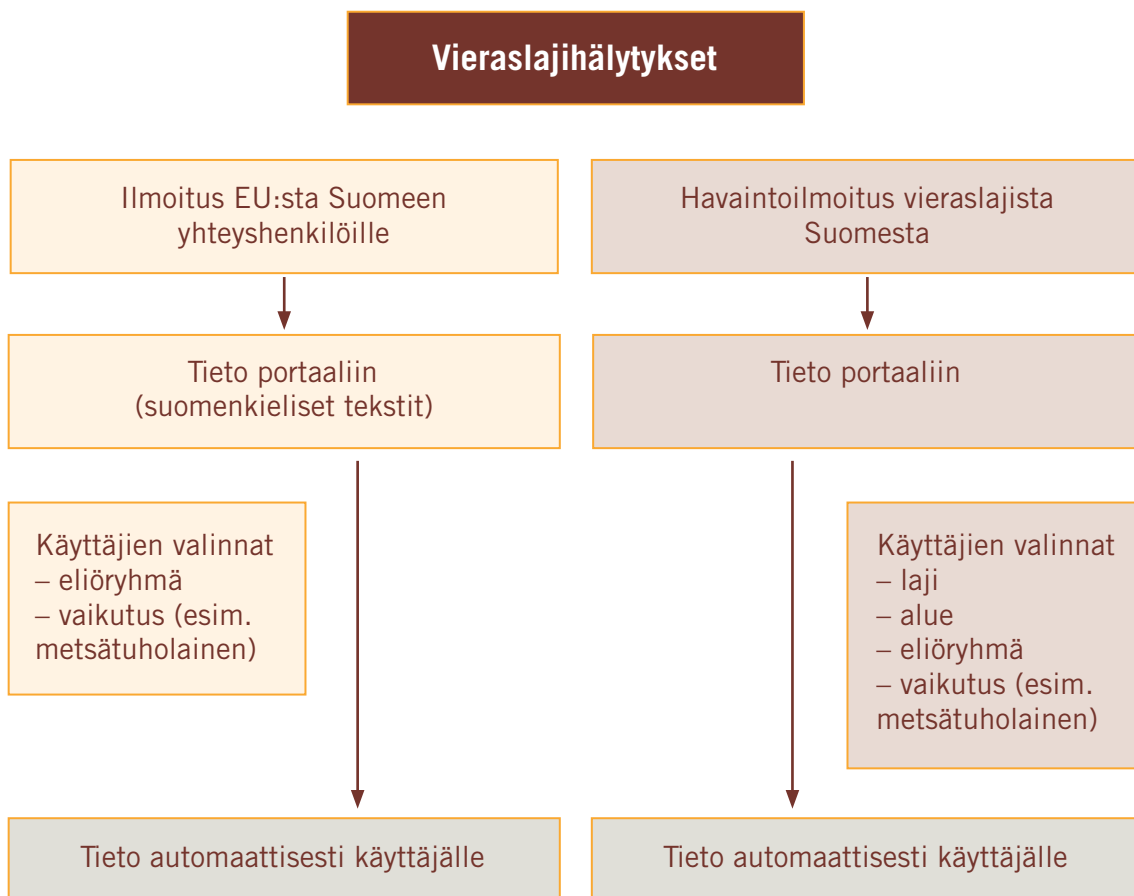 Vieraslajihälytykset
Ilmoitus EU:sta Suomeen
yhteyshenkilöille
Havaintoilmoitus vieraslajista
Suomesta
Tieto portaaliin
(suomenkieliset tekstit)
Tieto portaaliin
Käyttäjien valinnat
– eliöryhmä
– vaikutus (esim.
metsätuholainen)
Käyttäjien valinnat
– laji
– alue
– eliöryhmä
– vaikutus (esim.
metsätuholainen)
Tieto automaattisesti käyttäjälle
Tieto automaattisesti käyttäjälle